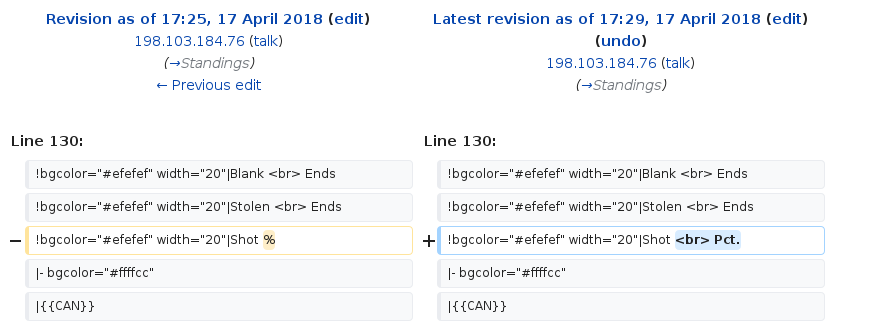 Revision as of 17:25, 17 April 2018 (edit)
198.103.184.76 (talk)
(→Standings)
← Previous edit
Latest revision as of 17:29, 17 April 2018 (edit)
(undo)
198.103.184.76 (talk)
(→Standings)
Line 130:
Line 130:
!bgcolor="#efefef" width="20"|Blank <br> Ends
!bgcolor="#efefef" width="20"|Blank <br> Ends
!bgcolor="#efefef" width="20"|Stolen <br> Ends
!bgcolor="#efefef" width="20"|Stolen <br> Ends
− !bgcolor="#efefef" width="20"|Shot %
+ !bgcolor="#efefef" width="20"|Shot <br> Pct.
|- bgcolor="#ffffcc"
|- bgcolor="#ffffcc"
|{{CAN}}
|{{CAN}}